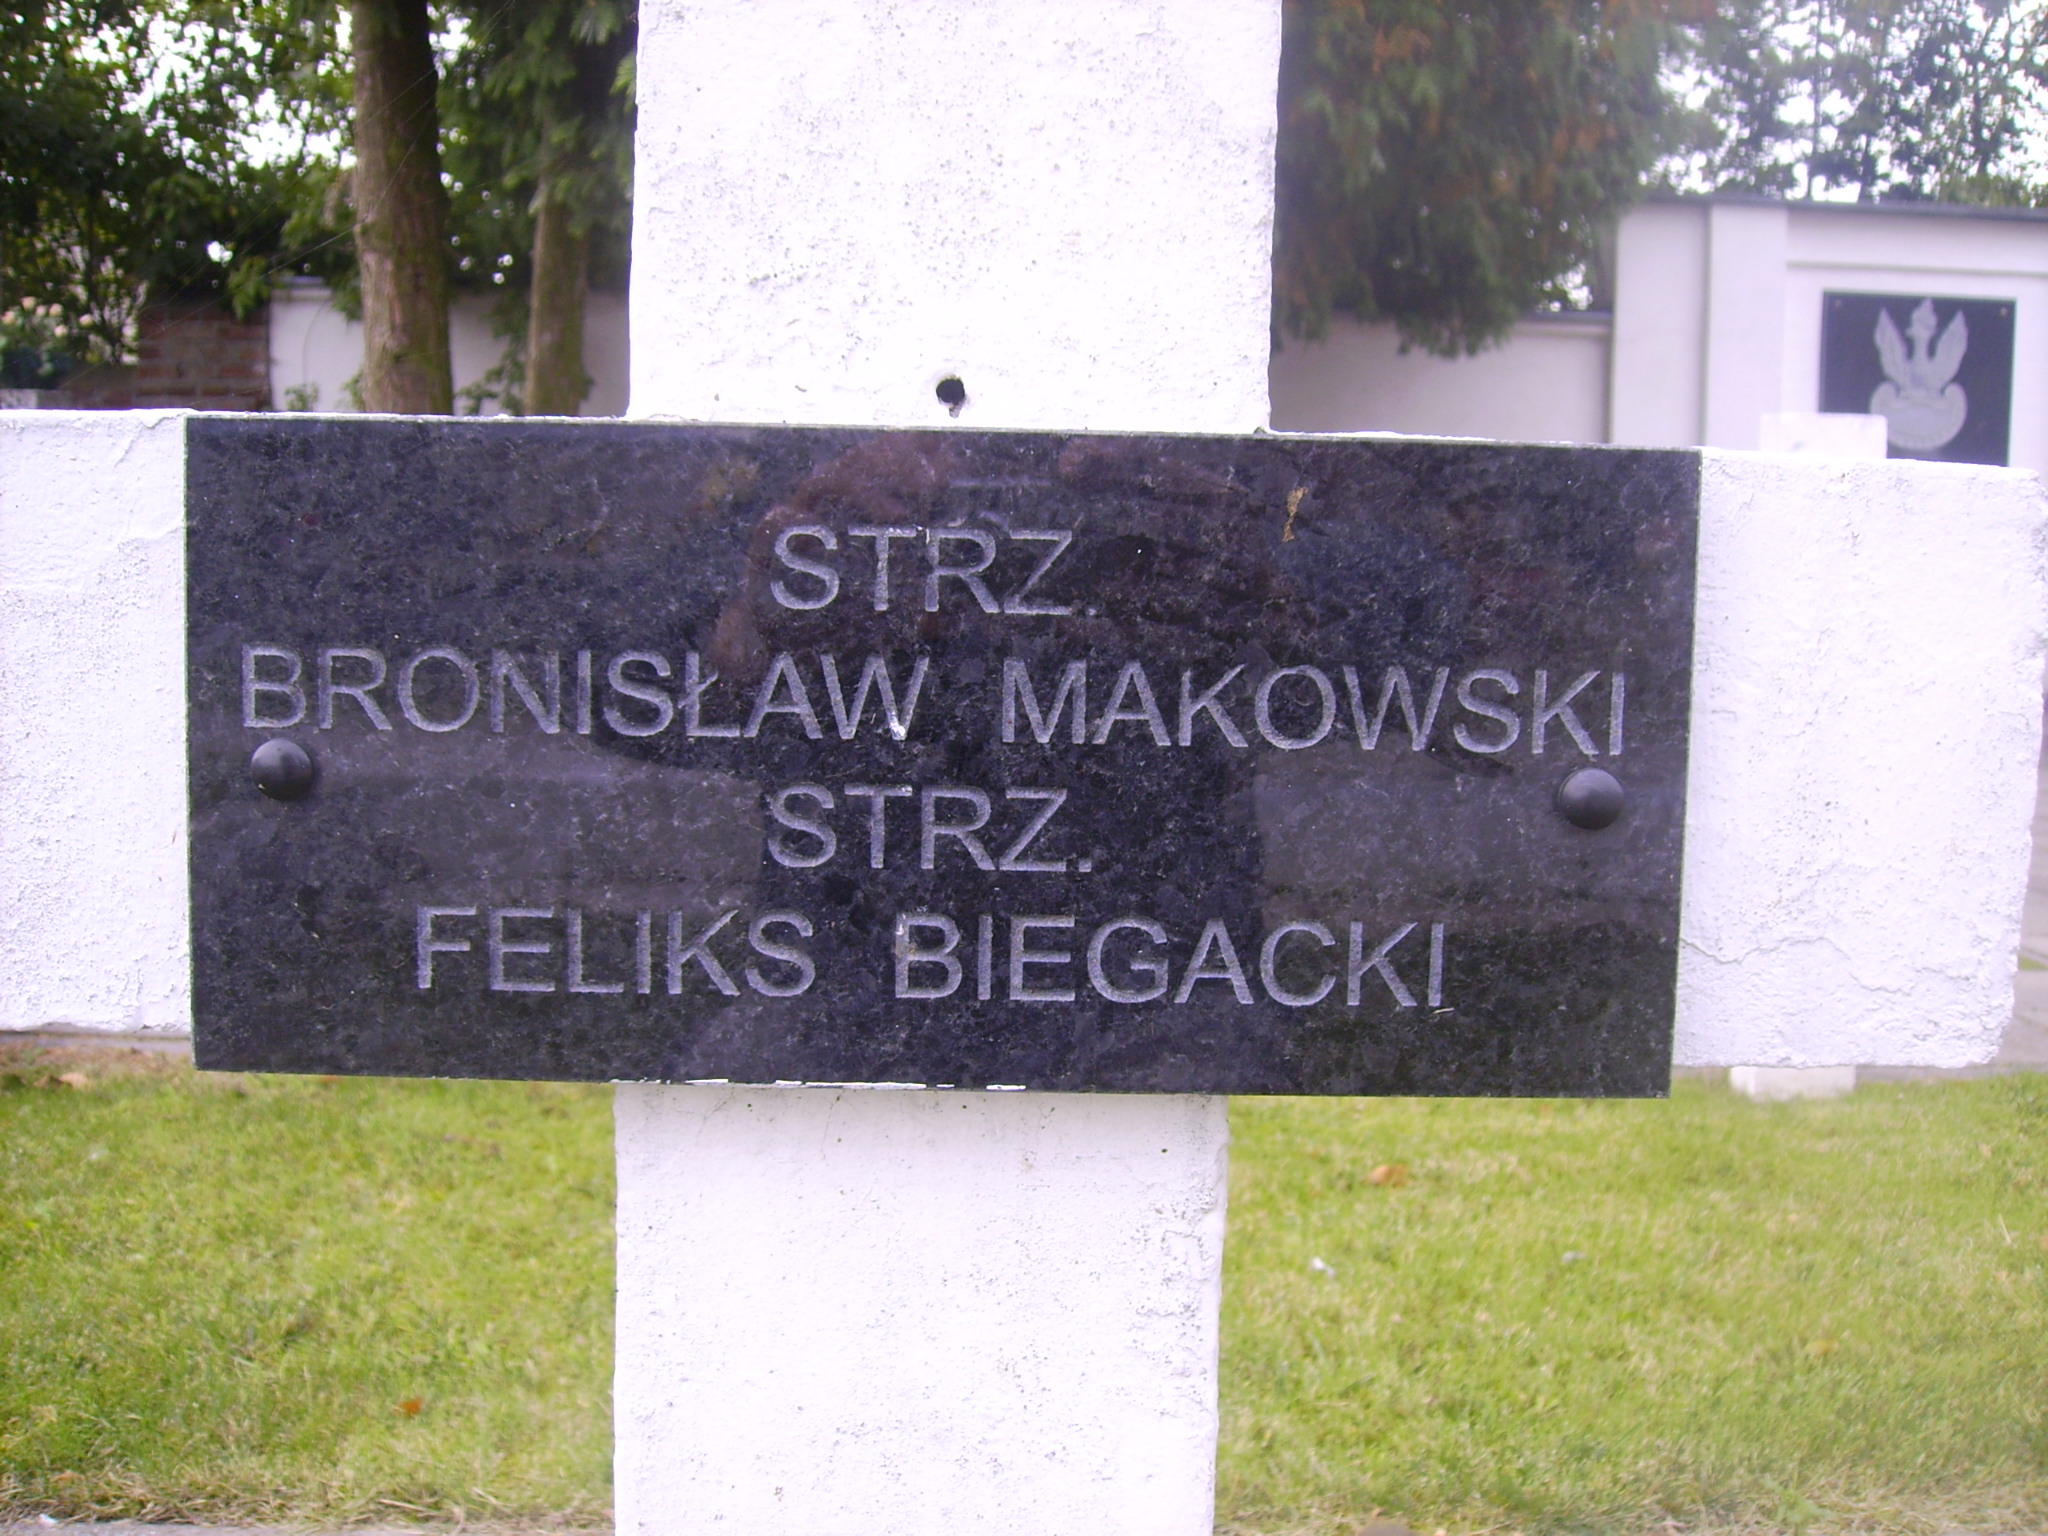 STRZ.
BRONISŁAW MAKOWSKI
STRZ.
FELIKS BIEGACKI